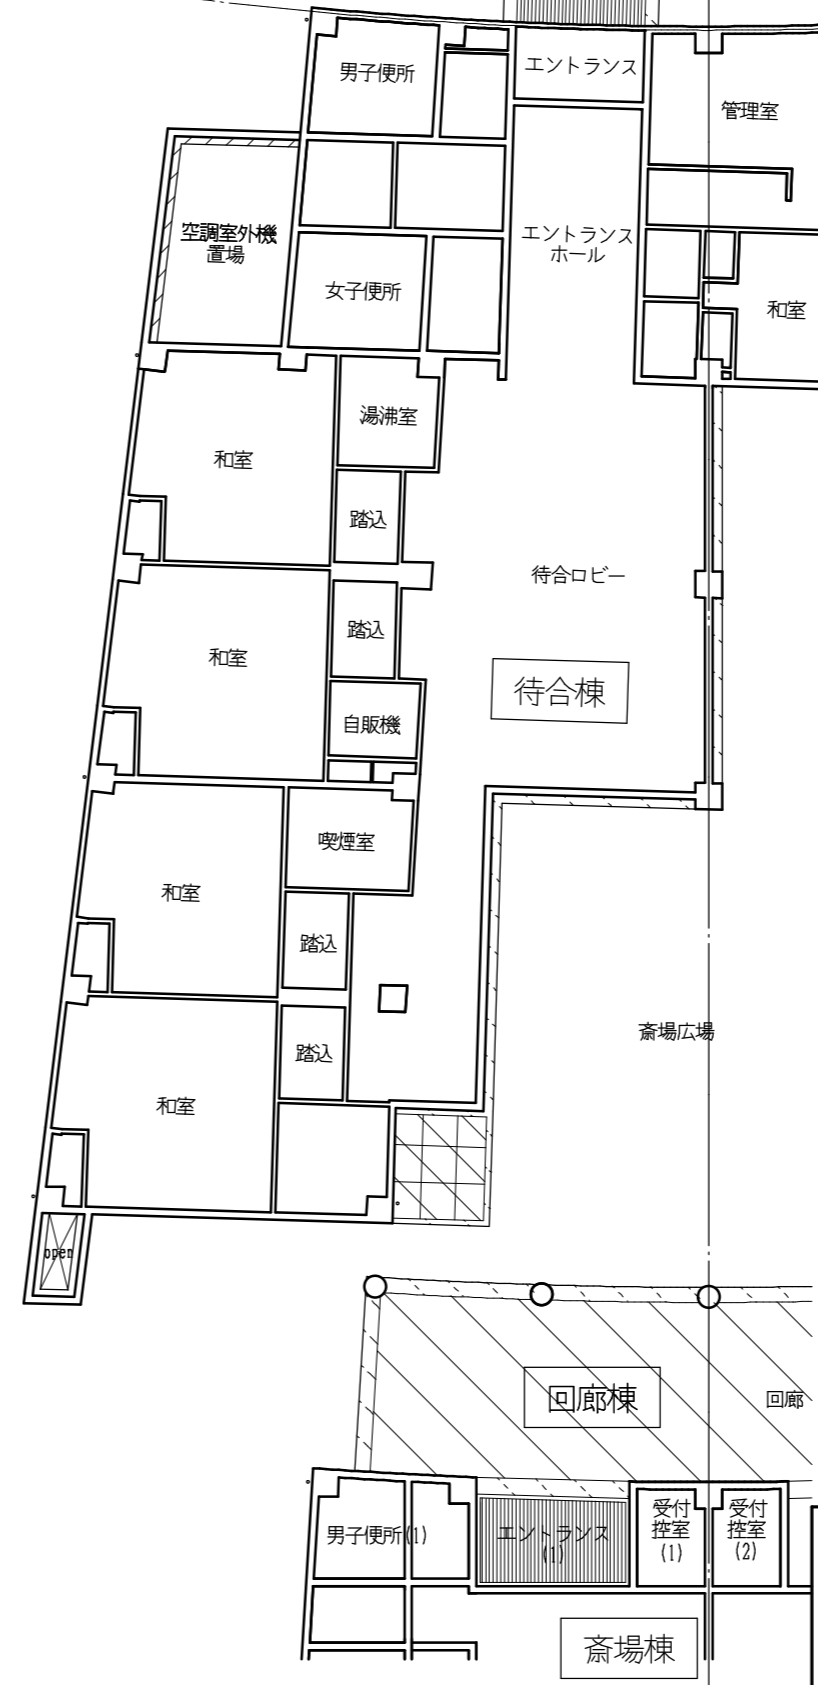 男子便所
エントランス
管理室
空調室外機
置場
エントランス
ホール
女子便所
和室
湯沸室
和室
踏込
待合ロビー
踏込
和室
待合棟
自販機
喫煙室
和室
踏込
斎場広場
踏込
和室
open
回廊棟
回廊
男子便所(1)
エントランス
(1)
受付
控室
(1)
受付
控室
(2)
斎場棟